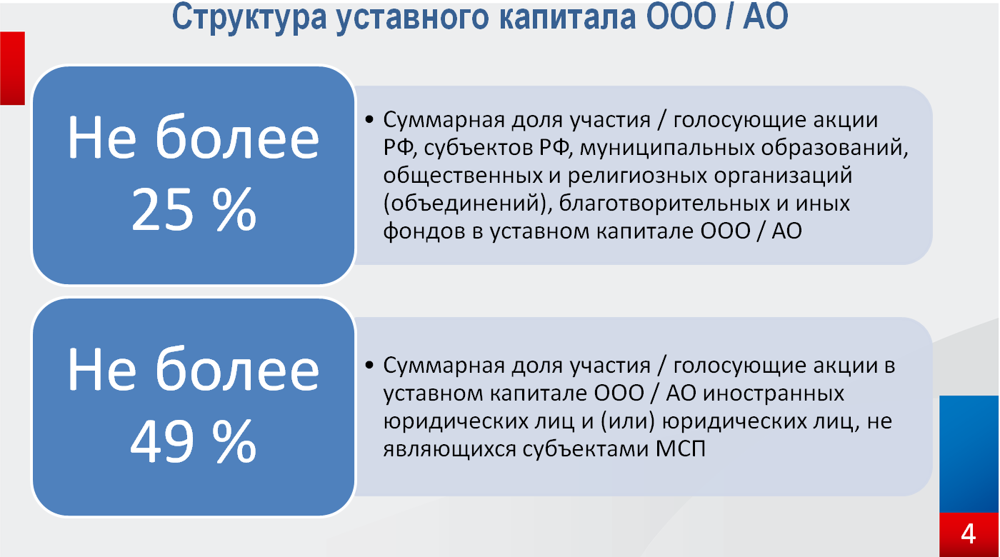 Структура уставного капитала ООО / АО
Не более
25 %
• Суммарная доля участия / голосующие акции
РФ, субъектов РФ, муниципальных образований,
общественных и религиозных организаций
(объединений), благотворительных и иных
фондов в уставном капитале ООО / АО
Не более
49 %
• Суммарная доля участия / голосующие акции в
уставном капитале ООО / АО иностранных
юридических лиц и (или) юридических лиц, не
являющихся субъектами МСП
4